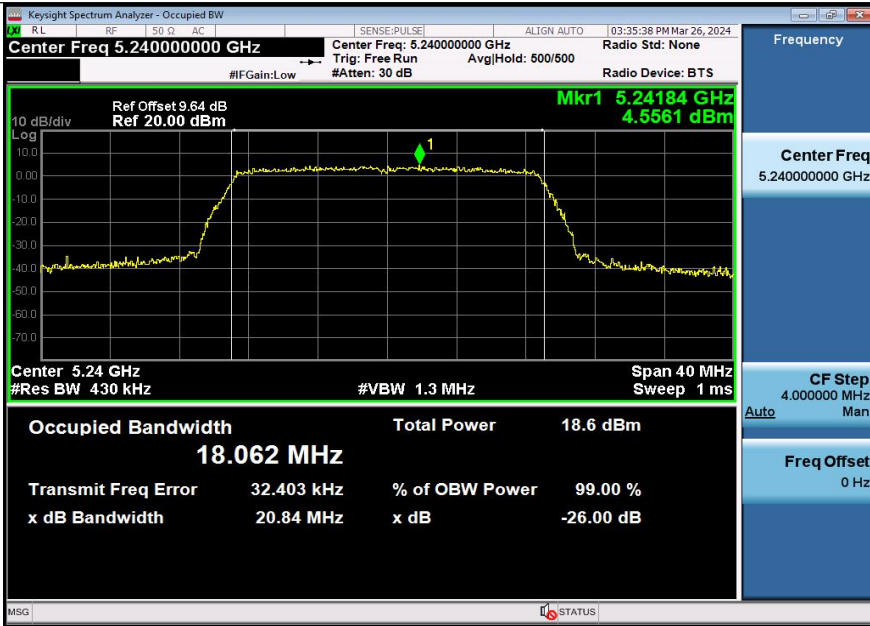 Keysight Spectrum Analyzer - Occupied BW
LXI RL RF 50 Ω AC SENSE:PULSE ALIGN AUTO 03:35:38 PM Mar 26, 2024
Center Freq 5.240000000 GHz
Center Freq: 5.240000000 GHz
Radio Std: None
Trig: Free Run Avg|Hold: 500/500
#IFGain:Low
#Atten: 30 dB
Radio Device: BTS
Ref Offset 9.64 dB
Mkr1 5.24184 GHz
10 dB/div Ref 20.00 dBm
4.5561 dBm
Log
1
10.0
0.00
-10.0
-20.0
-30.0
-40.0
-50.0
-60.0
-70.0
Center 5.24 GHz
Span 40 MHz
#Res BW 430 kHz
#VBW 1.3 MHz
Sweep 1 ms
Occupied Bandwidth
Total Power 18.6 dBm
18.062 MHz
Transmit Freq Error 32.403 kHz
% of OBW Power 99.00 %
x dB Bandwidth 20.84 MHz
x dB -26.00 dB
MSG
STATUS
Frequency
Center Freq
5.240000000 GHz
CF Step
4.000000 MHz
Auto Man
Freq Offset
0 Hz